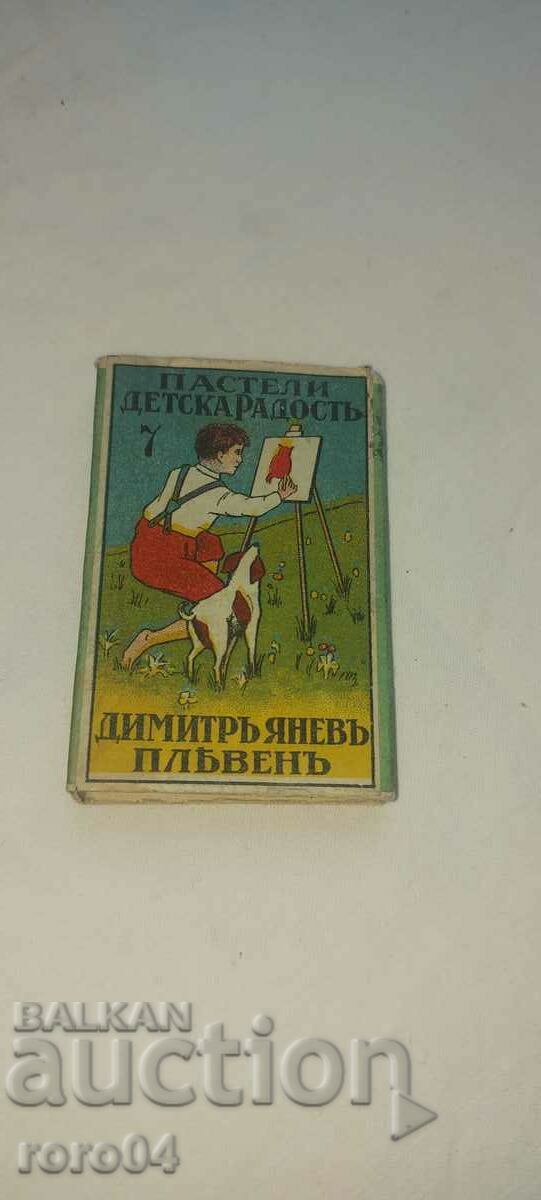 ПАСТЕЛИ
ДЕТСКА РАДОСТЬ
7
ДИМИТРЪ ЯНЕВЪ
ПЛѢВЕНЪ
BALKAN
auction
roro04